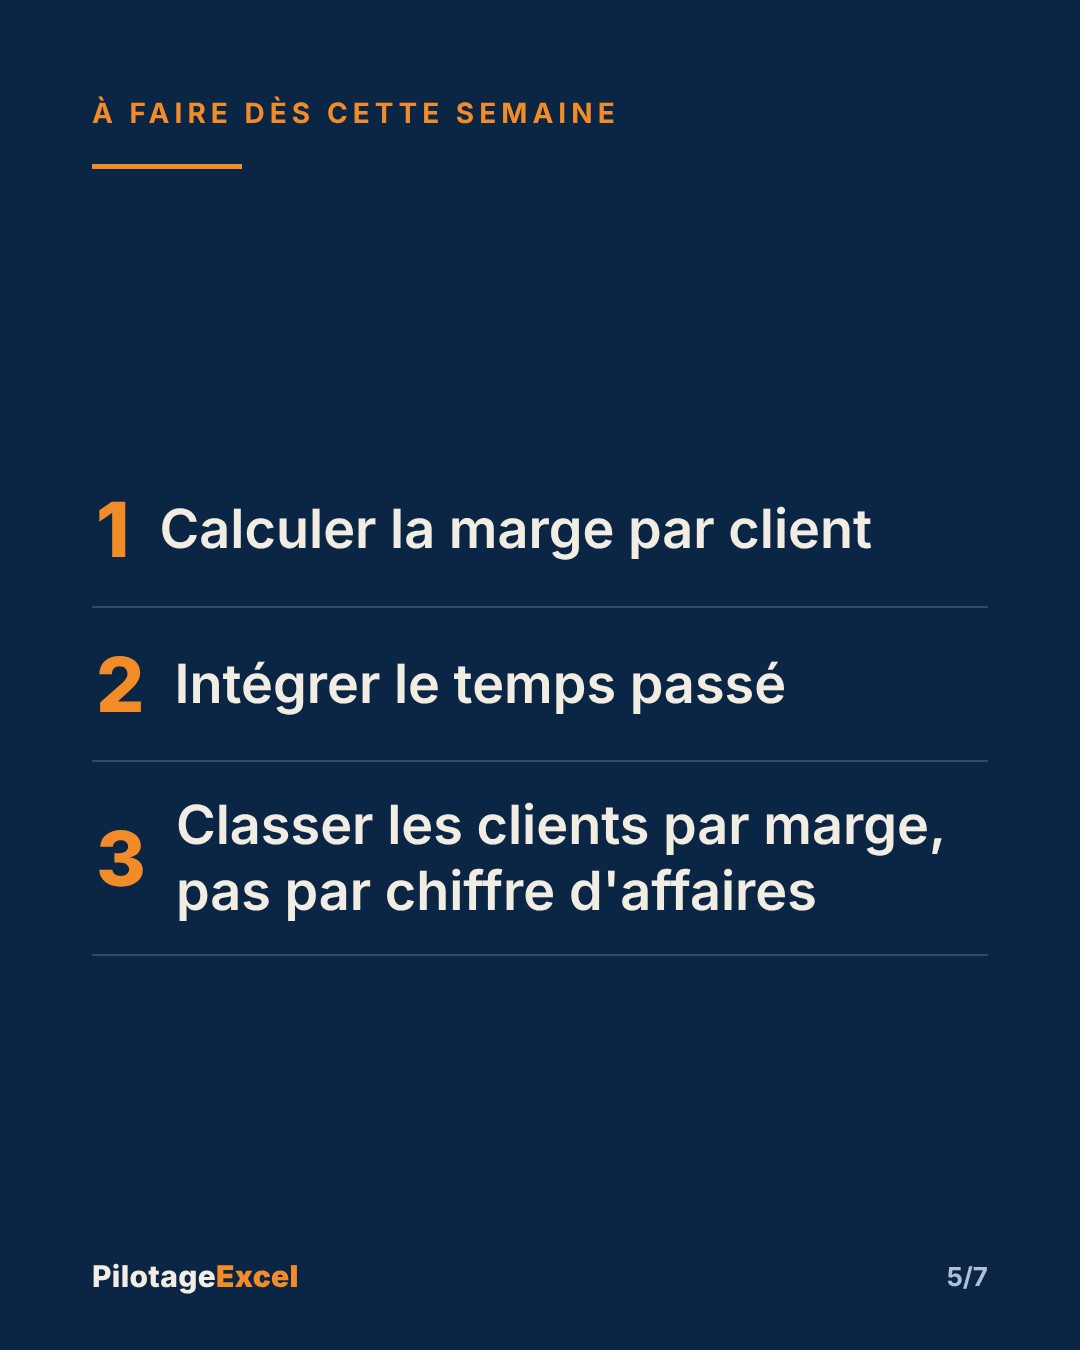 À FAIRE DÈS CETTE SEMAINE
1 Calculer la marge par client
2 Intégrer le temps passé
3 Classer les clients par marge,
pas par chiffre d'affaires
PilotageExcel
5/7